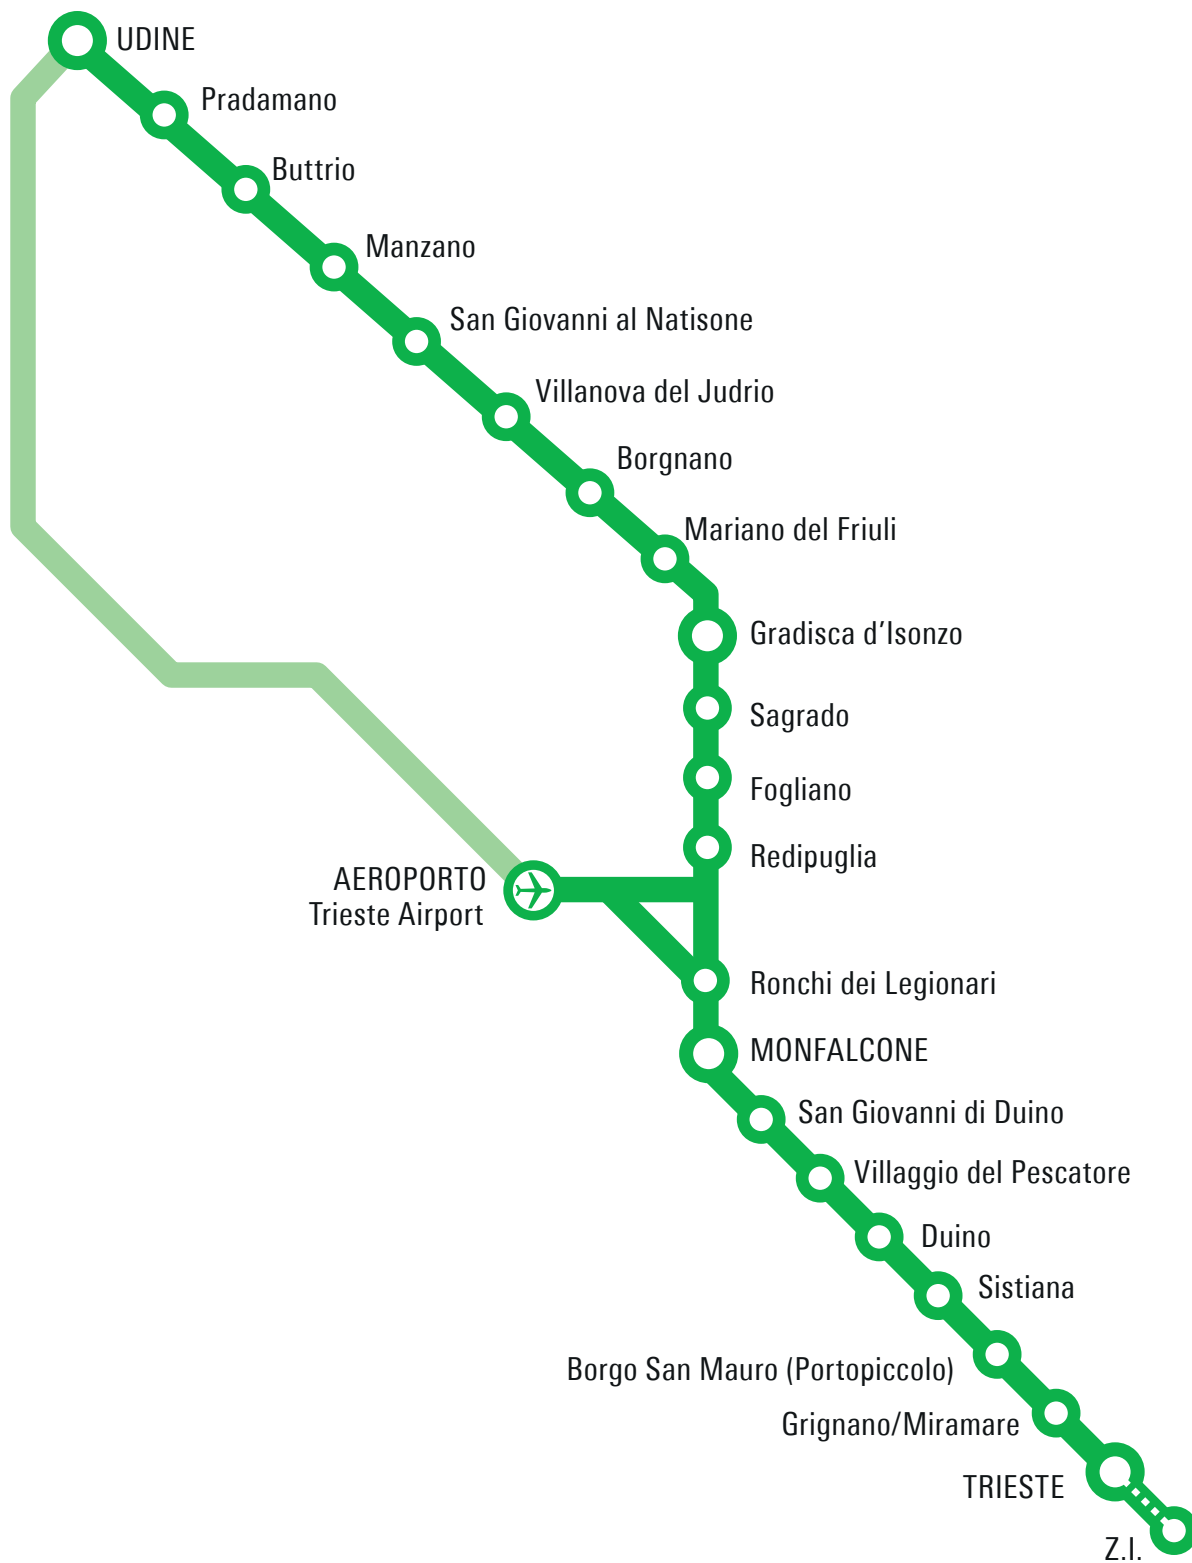 UDINE
Pradamano
Buttrio
Manzano
San Giovanni al Natisone
Villanova del Judrio
Borgnano
Mariano del Friuli
Gradisca d’Isonzo
Sagrado
Fogliano
Redipuglia
AEROPORTO
Trieste Airport
Ronchi dei Legionari
MONFALCONE
San Giovanni di Duino
Villaggio del Pescatore
Duino
Sistiana
Borgo San Mauro (Portopiccolo)
Grignano/Miramare
TRIESTE
Z.I.